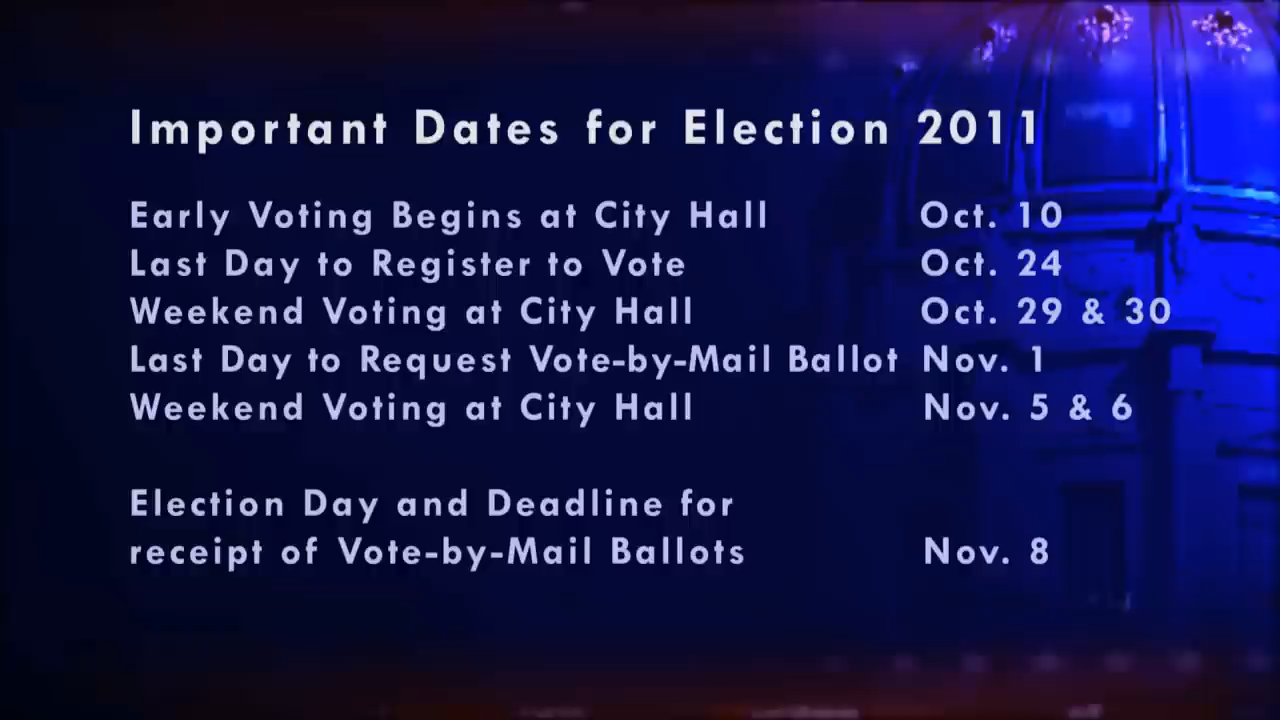 Important Dates for Election 2011
Early Voting Begins at City Hall Oct. 10
Last Day to Register to Vote Oct. 24
Weekend Voting at City Hall Oct. 29 & 30
Last Day to Request Vote-by-Mail Ballot Nov. 1
Weekend Voting at City Hall Nov. 5 & 6
Election Day and Deadline for
receipt of Vote-by-Mail Ballots Nov. 8